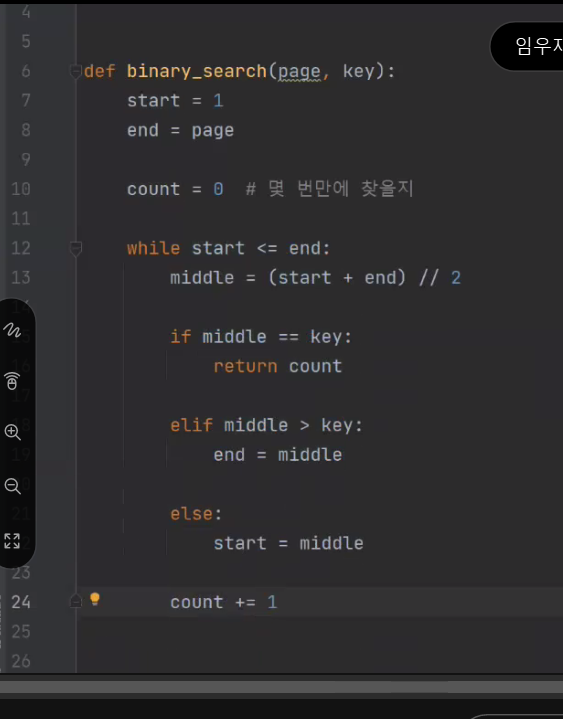 4
5
임우
6 def binary_search(page, key):
7 start = 1
8 end = page
9
10 count = 0 # 몇 번만에 찾을지
11
12 while start <= end:
13 middle = (start + end) // 2
if middle == key:
return count
elif middle > key:
end = middle
else:
start = middle
23
24 count += 1
25
26